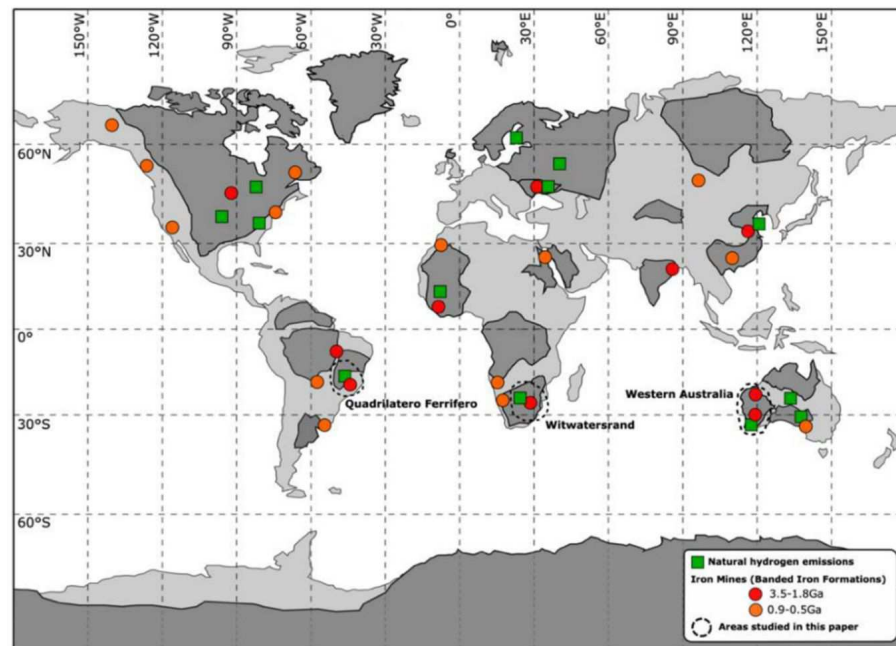 150°W 120°W 90°W 60°W 30°W 0° 30°E 60°E 90°E 120°E 150°E
60°N
30°N
0°
Quadrilatero Ferrifero
Witwatersrand
Western Australia
30°S
60°S
Natural hydrogen emissions
Iron Mines (Banded Iron Formations)
3.5-1.8Ga
0.9-0.5Ga
Areas studied in this paper